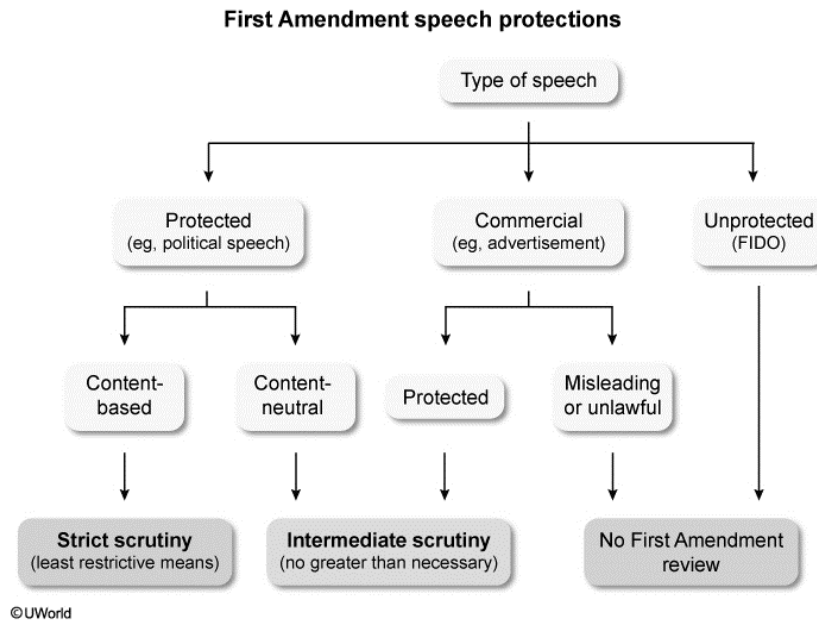 First Amendment speech protections
Type of speech
Protected
(eg, political speech)
Commercial
(eg, advertisement)
Unprotected
(FIDO)
Content-
based
Content-
neutral
Protected
Misleading
or unlawful
Strict scrutiny
(least restrictive means)
Intermediate scrutiny
(no greater than necessary)
No First Amendment
review
©UWorld